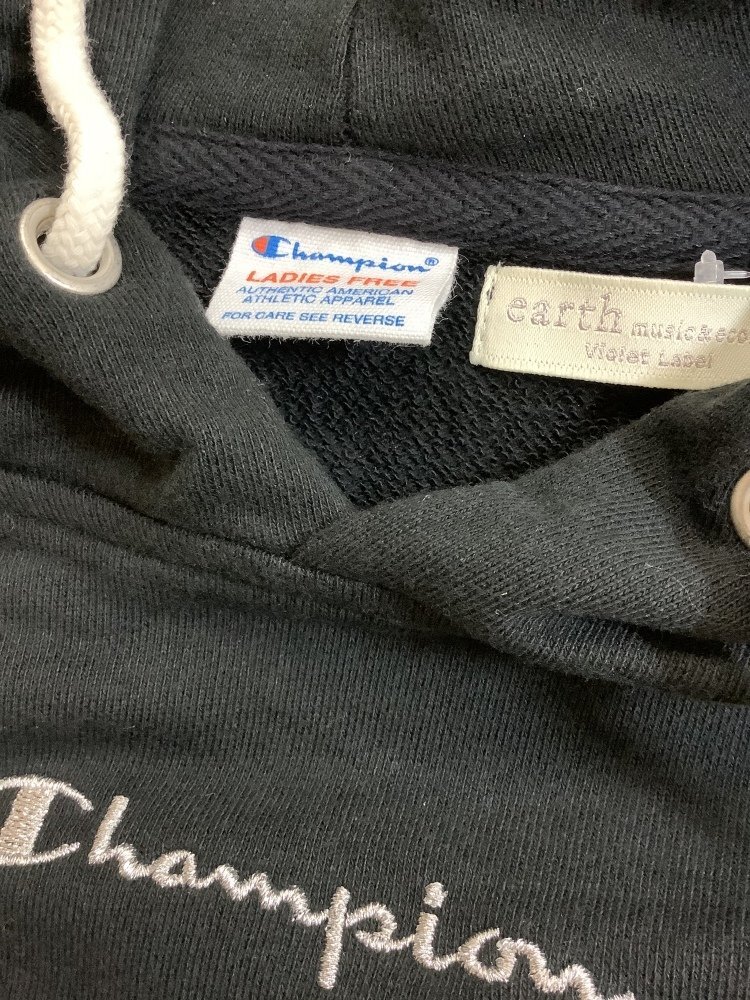 Champion®
LADIES FREE
AUTHENTIC AMERICAN
ATHLETIC APPAREL
FOR CARE SEE REVERSE
earth music&eco
Violet Label
Champion